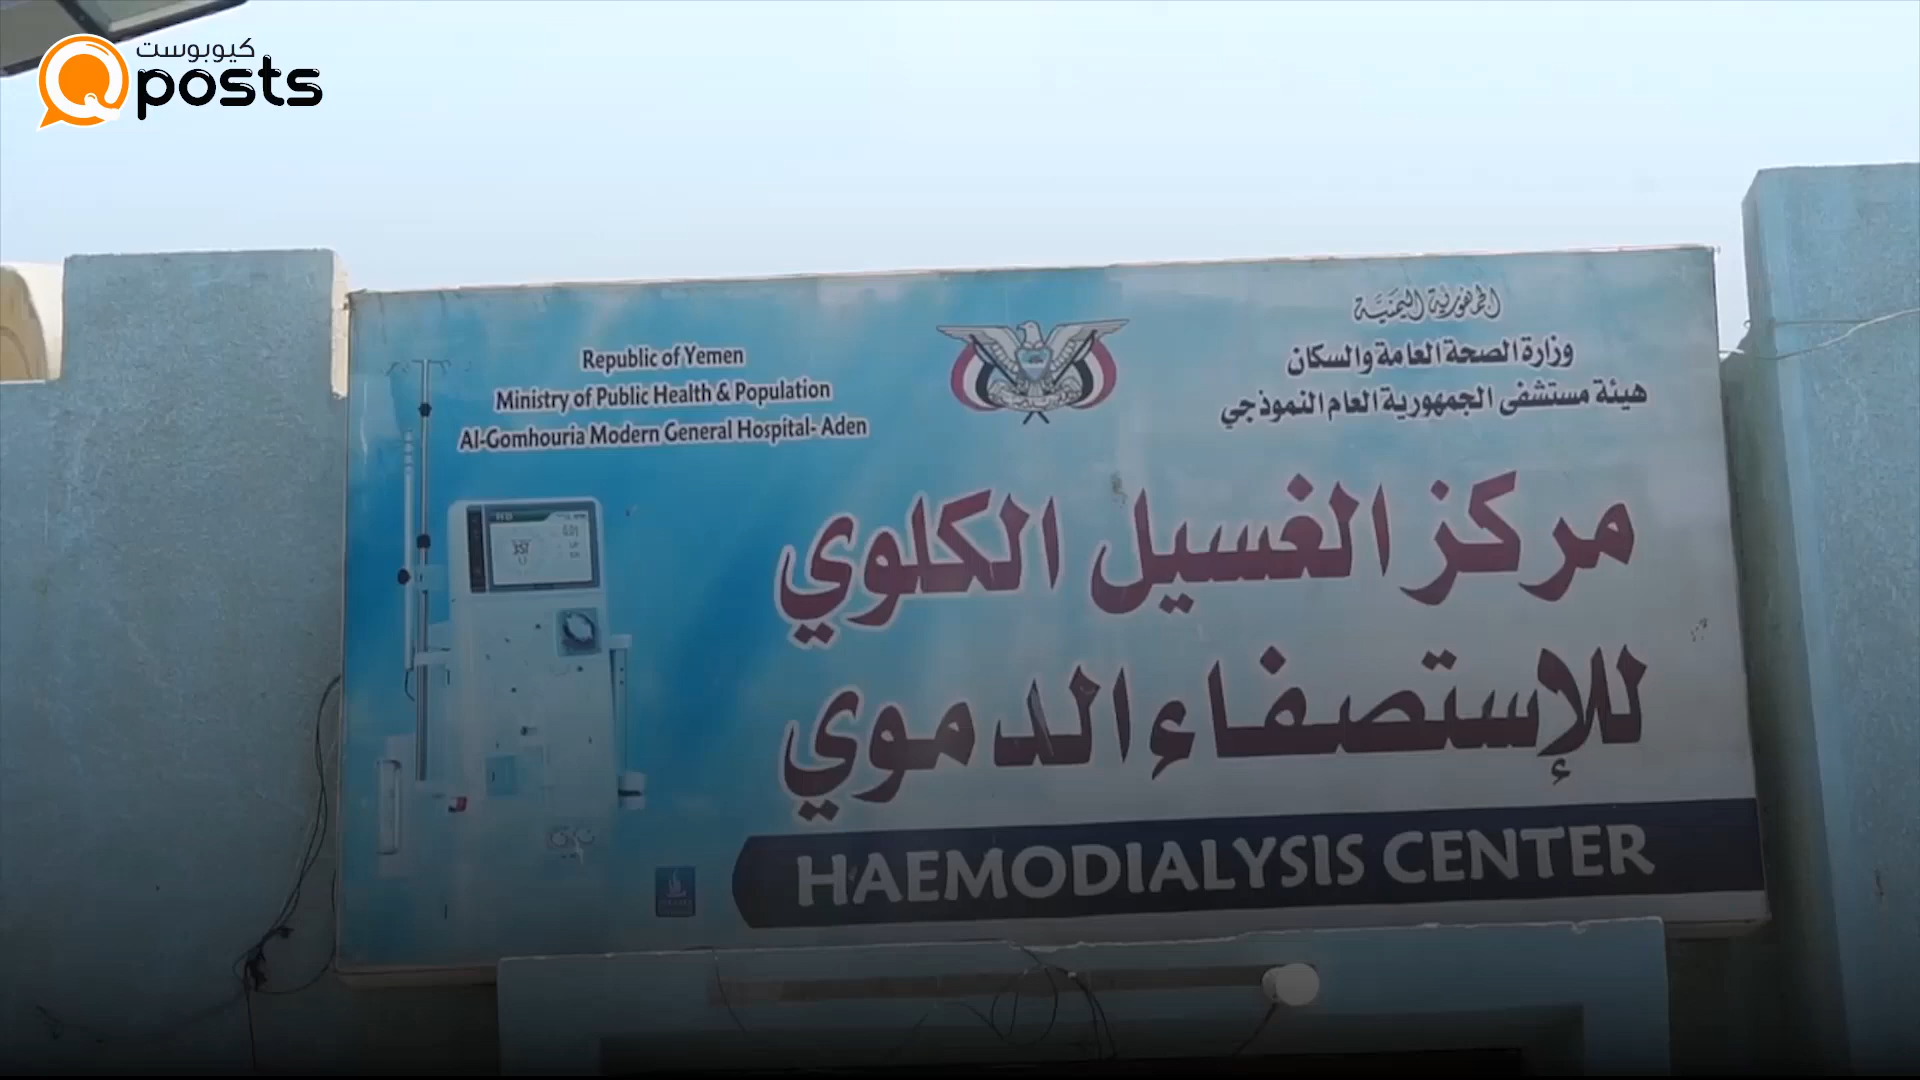 كيوبوست
Qposts
الجمهورية اليمنية
وزارة الصحة العامة والسكان
هيئة مستشفى الجمهورية العام النموذجي
Republic of Yemen
Ministry of Public Health & Population
Al-Gomhouria Modern General Hospital- Aden
مركز الغسيل الكلوي
للإستصفاء الدموي
HAEMODIALYSIS CENTER